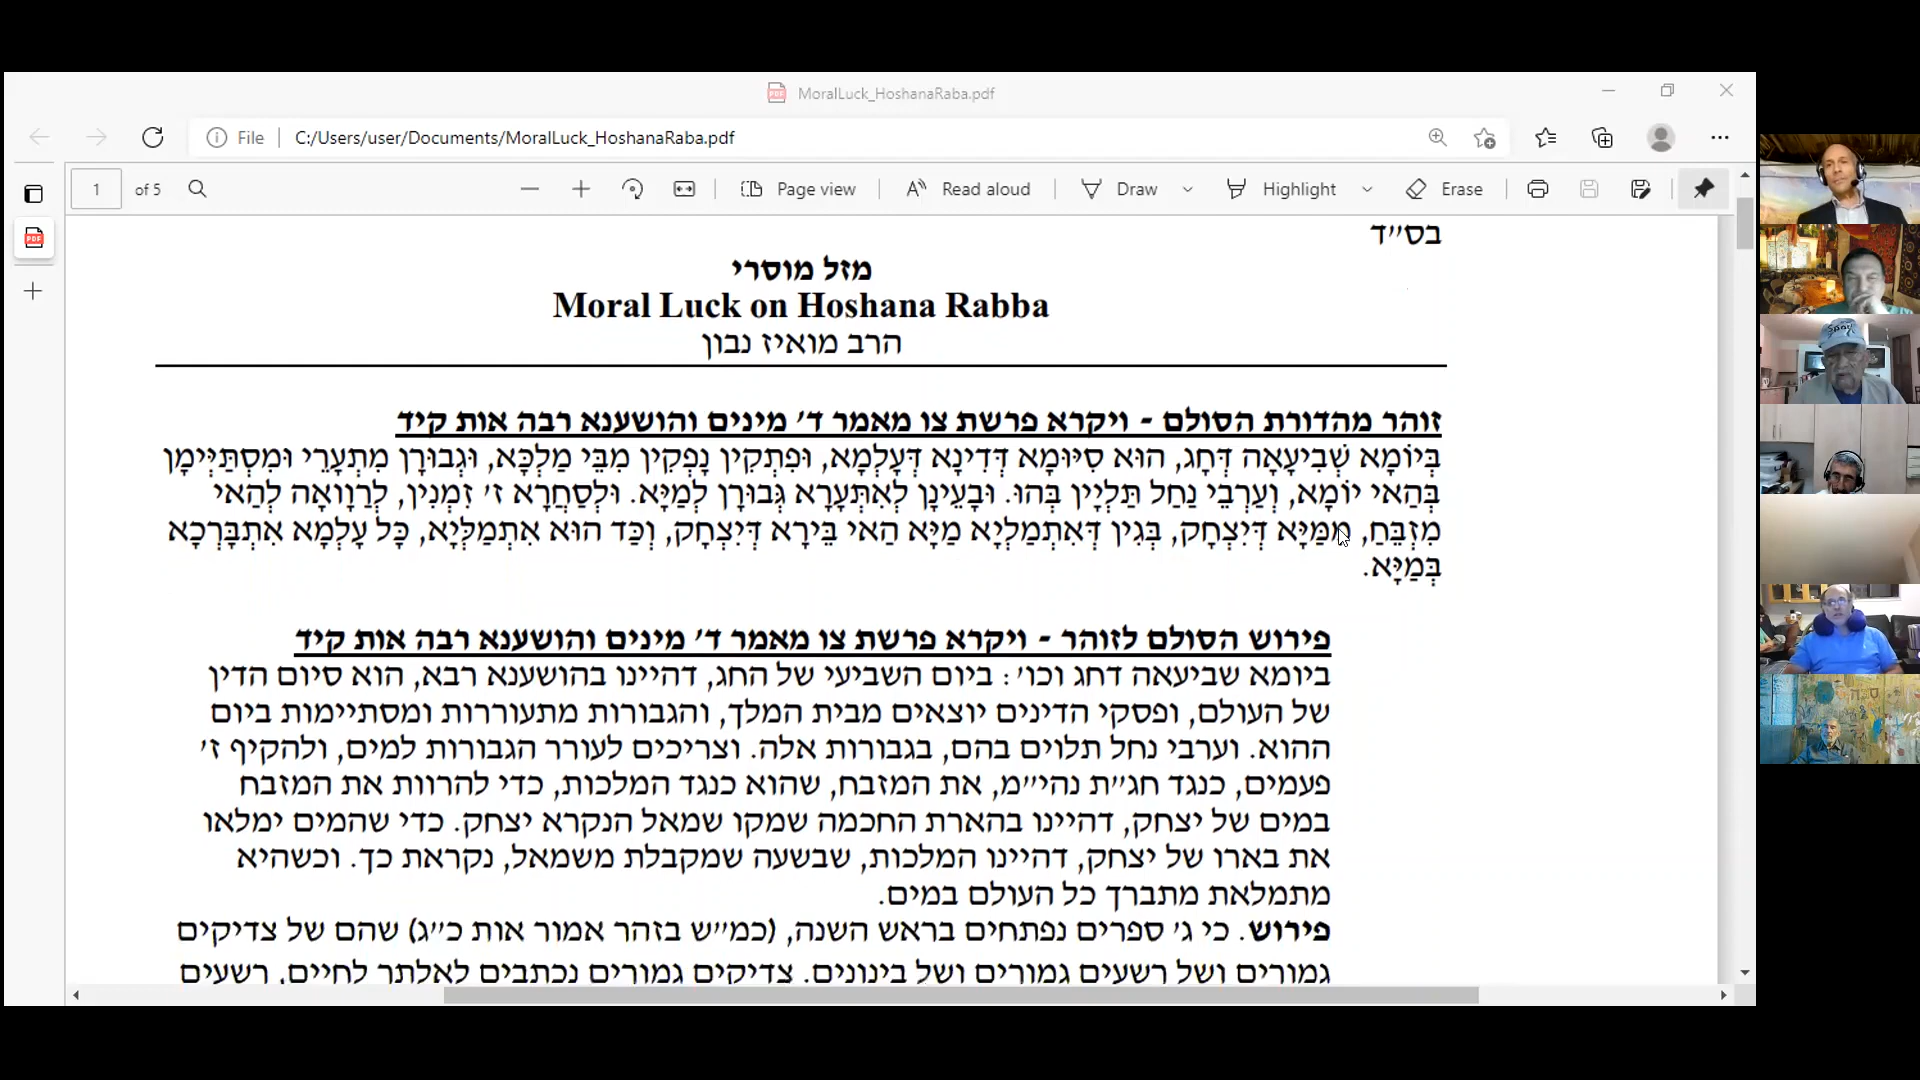 MoralLuck_HoshanaRaba.pdf
File
C:/Users/user/Documents/MoralLuck_HoshanaRaba.pdf
1 of 5
Page view
Read aloud
Draw
Highlight
Erase
בס״ד
מזל מוסרי
Moral Luck on Hoshana Rabba
הרב מואיז נבון
זוהר מהדורת הסולם - ויקרא פרשת צו מאמר ד׳ מינים והושענא רבה אות קיד
בְּיוֹמָא שְׁבִיעָאָה דְּחָג, הוּא סִיּוּמָא דְּדִינָא דְּעָלְמָא, וּפִתְקִין נָפְקִין מִבֵּי מַלְכָּא, וּגְבוּרָן מִתְעָרֵי וּמִסְתַּיְּימָן
בְּהַאי יוֹמָא, וְעַרְבֵי נַחַל תַּלְיָין בְּהוּ. וּבָעֵינָן לְאִתְּעָרָא גְּבוּרָן לְמַיָּא. וּלְסַחֲרָא ז׳ זִמְנִין, לְרַוָּואָה לְהַאי
מִזְבֵּחַ, מִמַּיָּא דְּיִצְחָק, בְּגִין דְּאִתְמַלְיָא מַיָּא הַאי בֵּירָא דְּיִצְחָק, וְכַד הוּא אִתְמַלְּיָא, כָּל עָלְמָא אִתְבָּרְכָא
בְּמַיָּא.
פירוש הסולם לזוהר - ויקרא פרשת צו מאמר ד׳ מינים והושענא רבה אות קיד
ביומא שביעאה דחג וכו׳: ביום השביעי של החג, דהיינו בהושענא רבא, הוא סיום הדין
של העולם, ופסקי הדינים יוצאים מבית המלך, והגבורות מתעוררות ומסתיימות ביום
ההוא. וערבי נחל תלוים בהם, בגבורות אלה. וצריכים לעורר הגבורות למים, ולהקיף ז׳
פעמים, כנגד חג״ת נהי״מ, את המזבח, שהוא כנגד המלכות, כדי להרוות את המזבח
במים של יצחק, דהיינו בהארת החכמה שמקו שמאל הנקרא יצחק. כדי שהמים ימלאו
את בארו של יצחק, דהיינו המלכות, שבשעה שמקבלת משמאל, נקראת כך. וכשהיא
מתמלאת מתברך כל העולם במים.
פירוש. כי ג׳ ספרים נפתחים בראש השנה, (כמ״ש בזהר אמור אות כ״ג) שהם של צדיקים
גמורים ושל רשעים גמורים ושל בינונים. צדיקים גמורים נכתבים לאלתר לחיים, רשעים